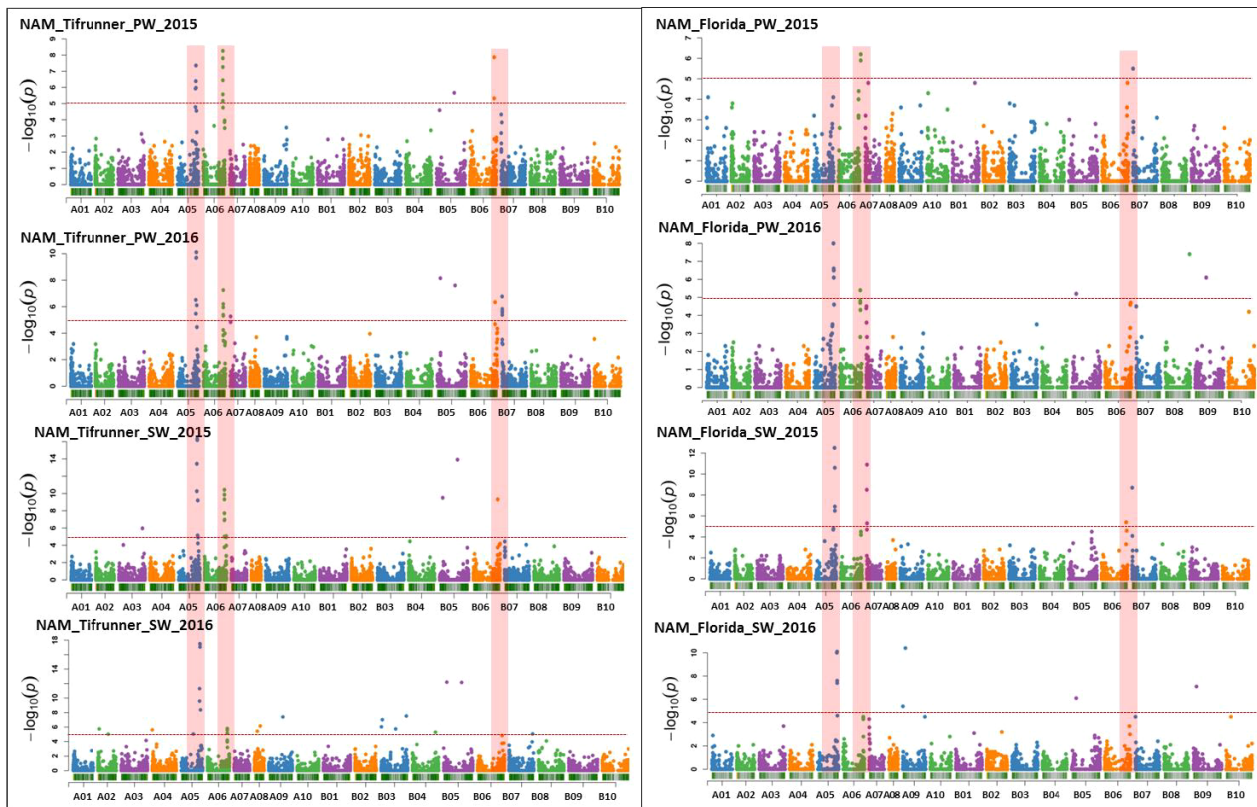 NAM_Tifrunner_PW_2015
−log10(p)
9
8
7
6
5
4
3
2
1
0
A01 A02 A03 A04 A05 A06 A07 A08 A09 A10 B01 B02 B03 B04 B05 B06 B07 B08 B09 B10
NAM_Tifrunner_PW_2016
−log10(p)
10
8
6
4
2
0
A01 A02 A03 A04 A05 A06 A07 A08 A09 A10 B01 B02 B03 B04 B05 B06 B07 B08 B09 B10
NAM_Tifrunner_SW_2015
−log10(p)
14
12
10
8
6
4
2
0
A01 A02 A03 A04 A05 A06 A07 A08 A09 A10 B01 B02 B03 B04 B05 B06 B07 B08 B09 B10
NAM_Tifrunner_SW_2016
−log10(p)
18
16
14
12
10
8
6
4
2
0
A01 A02 A03 A04 A05 A06 A07 A08 A09 A10 B01 B02 B03 B04 B05 B06 B07 B08 B09 B10
NAM_Florida_PW_2015
−log10(p)
7
6
5
4
3
2
1
0
A01 A02 A03 A04 A05 A06 A07 A08 A09 A10 B01 B02 B03 B04 B05 B06 B07 B08 B09 B10
NAM_Florida_PW_2016
−log10(p)
8
7
6
5
4
3
2
1
0
A01 A02 A03 A04 A05 A06 A07 A08 A09 A10 B01 B02 B03 B04 B05 B06 B07 B08 B09 B10
NAM_Florida_SW_2015
−log10(p)
12
10
8
6
4
2
0
A01 A02 A03 A04 A05 A06 A07 A08 A09 A10 B01 B02 B03 B04 B05 B06 B07 B08 B09 B10
NAM_Florida_SW_2016
−log10(p)
10
8
6
4
2
0
A01 A02 A03 A04 A05 A06 A07 A08 A09 A10 B01 B02 B03 B04 B05 B06 B07 B08 B09 B10